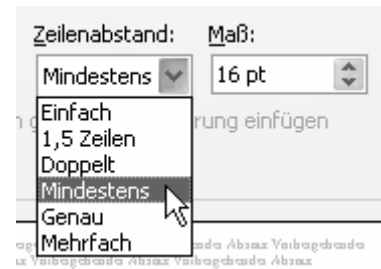 Zeilenabstand: Maß:
Mindestens 16 pt
Einfach
rung einfügen
1,5 Zeilen
Doppelt
Mindestens
Genau
Mehrfach